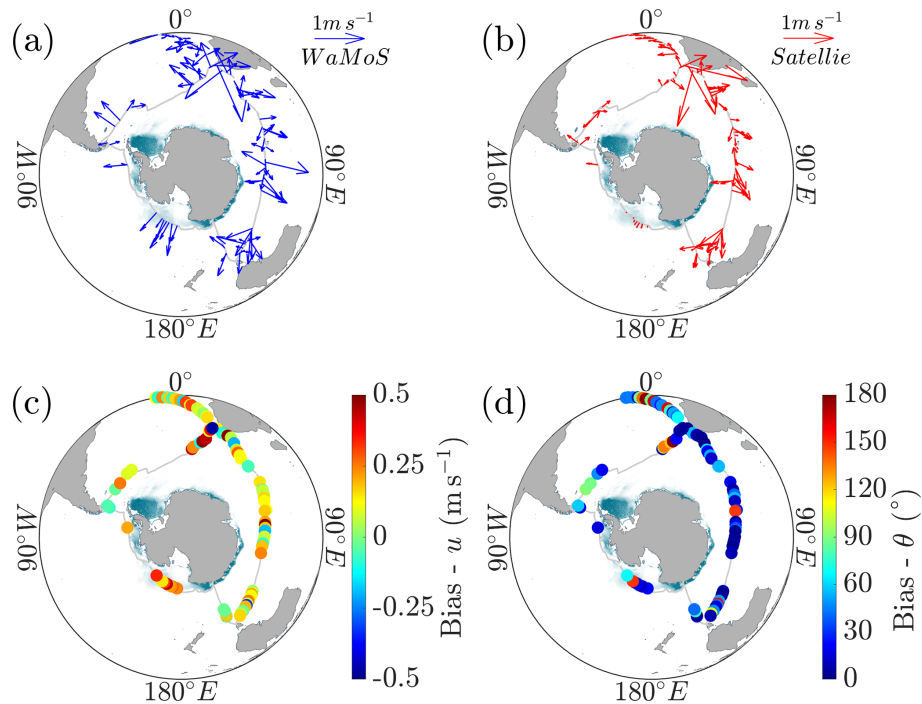 (a)
0°
1m s⁻¹
WaMoS
90°W
90°E
180°E
(b)
0°
1m s⁻¹
Satellie
90°W
90°E
180°E
(c)
0°
90°W
90°E
180°E
0.5
0.25
0
-0.25
-0.5
Bias - u (m s⁻¹)
(d)
0°
90°W
90°E
180°E
180
150
120
90
60
30
0
Bias - θ (°)